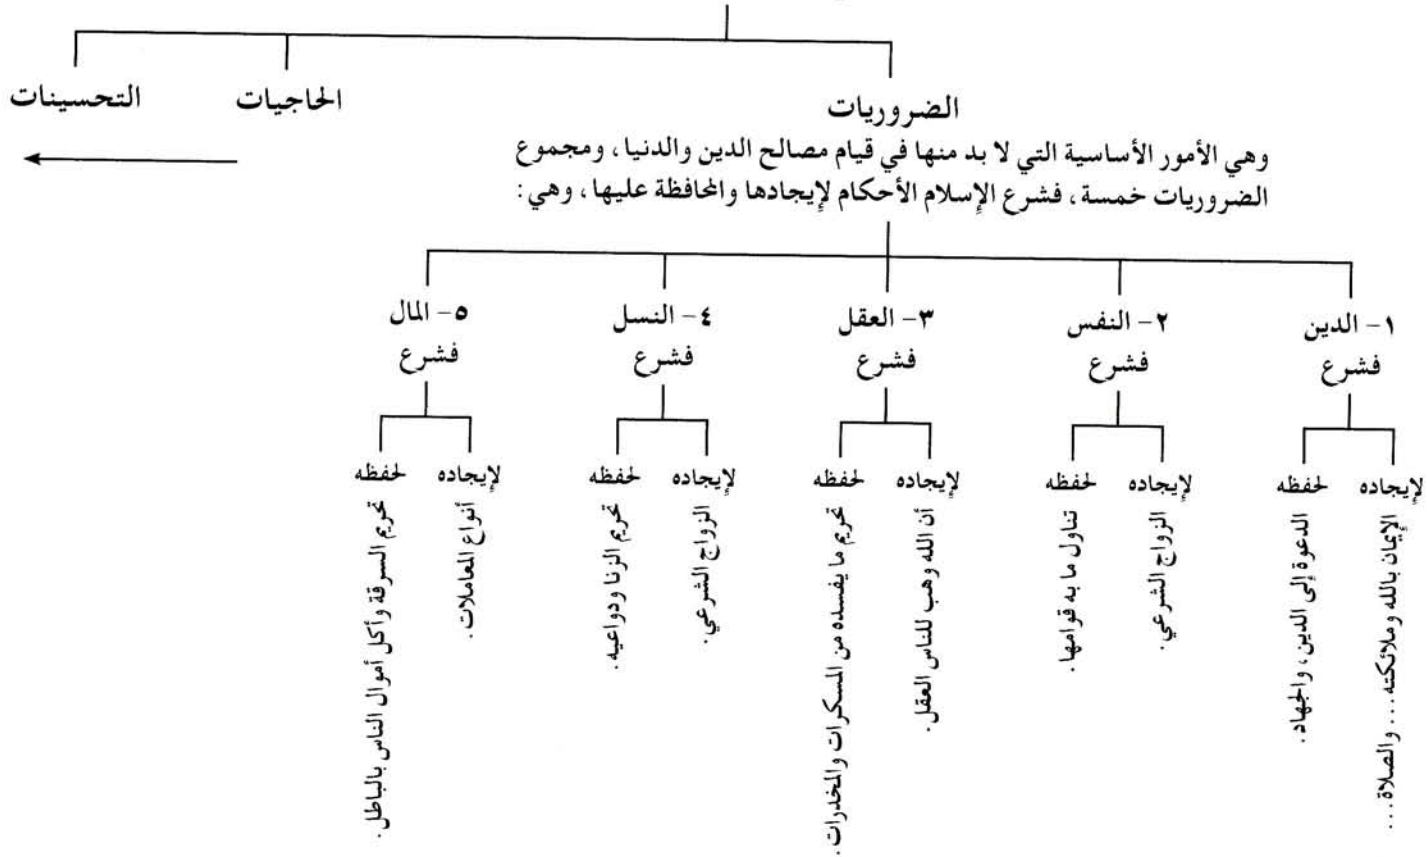 الضروريات
الحاجيات
التحسينات
وهي الأمور الأساسية التي لا بد منها في قيام مصالح الدين والدنيا، ومجموع
الضروريات خمسة، فشرع الإسلام الأحكام لإيجادها والمحافظة عليها، وهي:
١- الدين
فشرع
لإيجاده
الإيمان بالله وملائكته... والصلاة...
لحفظه
الدعوة إلى الدين، والجهاد.
٢- النفس
فشرع
لإيجاده
الزواج الشرعي.
لحفظه
تناول ما به قوامها.
٣- العقل
فشرع
لإيجاده
أن الله وهب للناس العقل.
لحفظه
تحريم ما يفسده من المسكرات والمخدرات.
٤- النسل
فشرع
لإيجاده
الزواج الشرعي.
لحفظه
تحريم الزنا ودواعيه.
٥- المال
فشرع
لإيجاده
أنواع المعاملات.
لحفظه
تحريم السرقة وأكل أموال الناس بالباطل.